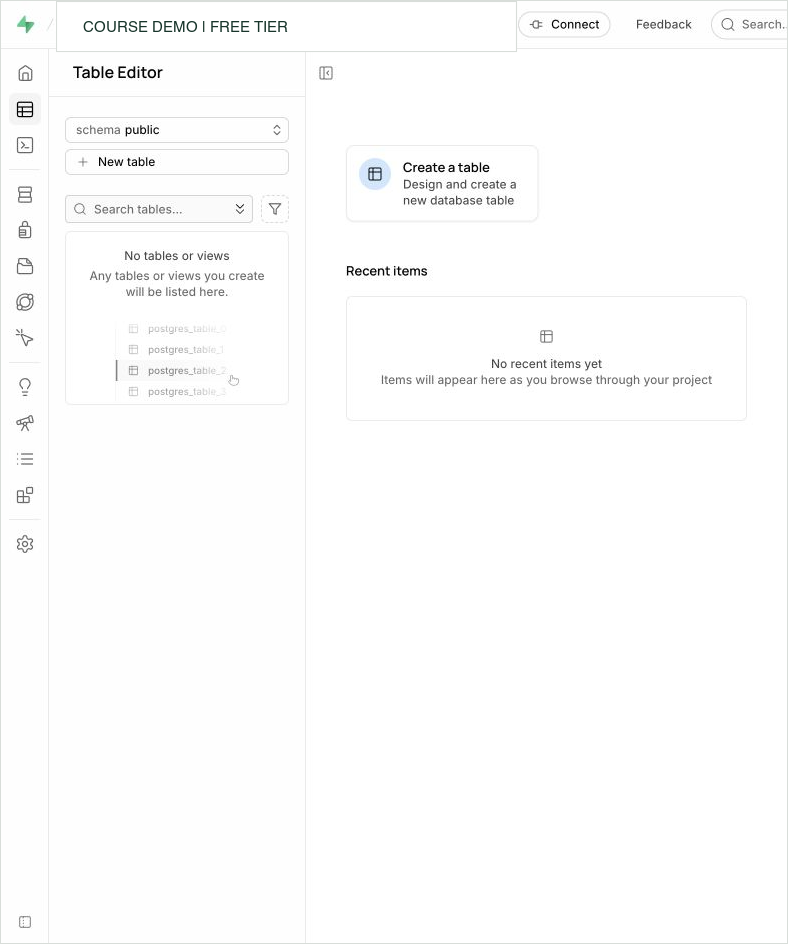 COURSE DEMO | FREE TIER
Connect
Feedback
Search...
Table Editor
schema public
New table
Search tables...
No tables or views
Any tables or views you create
will be listed here.
postgres_table_0
postgres_table_1
postgres_table_2
postgres_table_3
Create a table
Design and create a
new database table
Recent items
No recent items yet
Items will appear here as you browse through your project